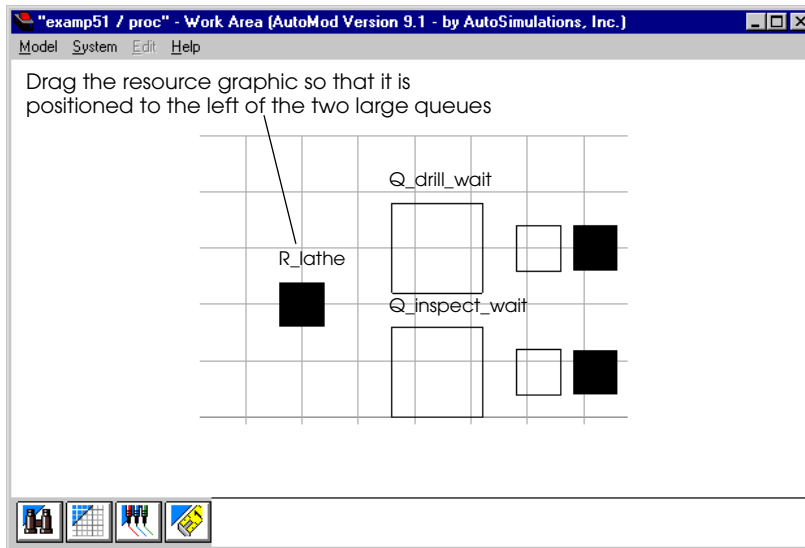 "examp51 / proc" - Work Area (AutoMod Version 9.1 - by AutoSimulations, Inc.)
Model System Edit Help
Drag the resource graphic so that it is
positioned to the left of the two large queues
Q_drill_wait
R_lathe
Q_inspect_wait